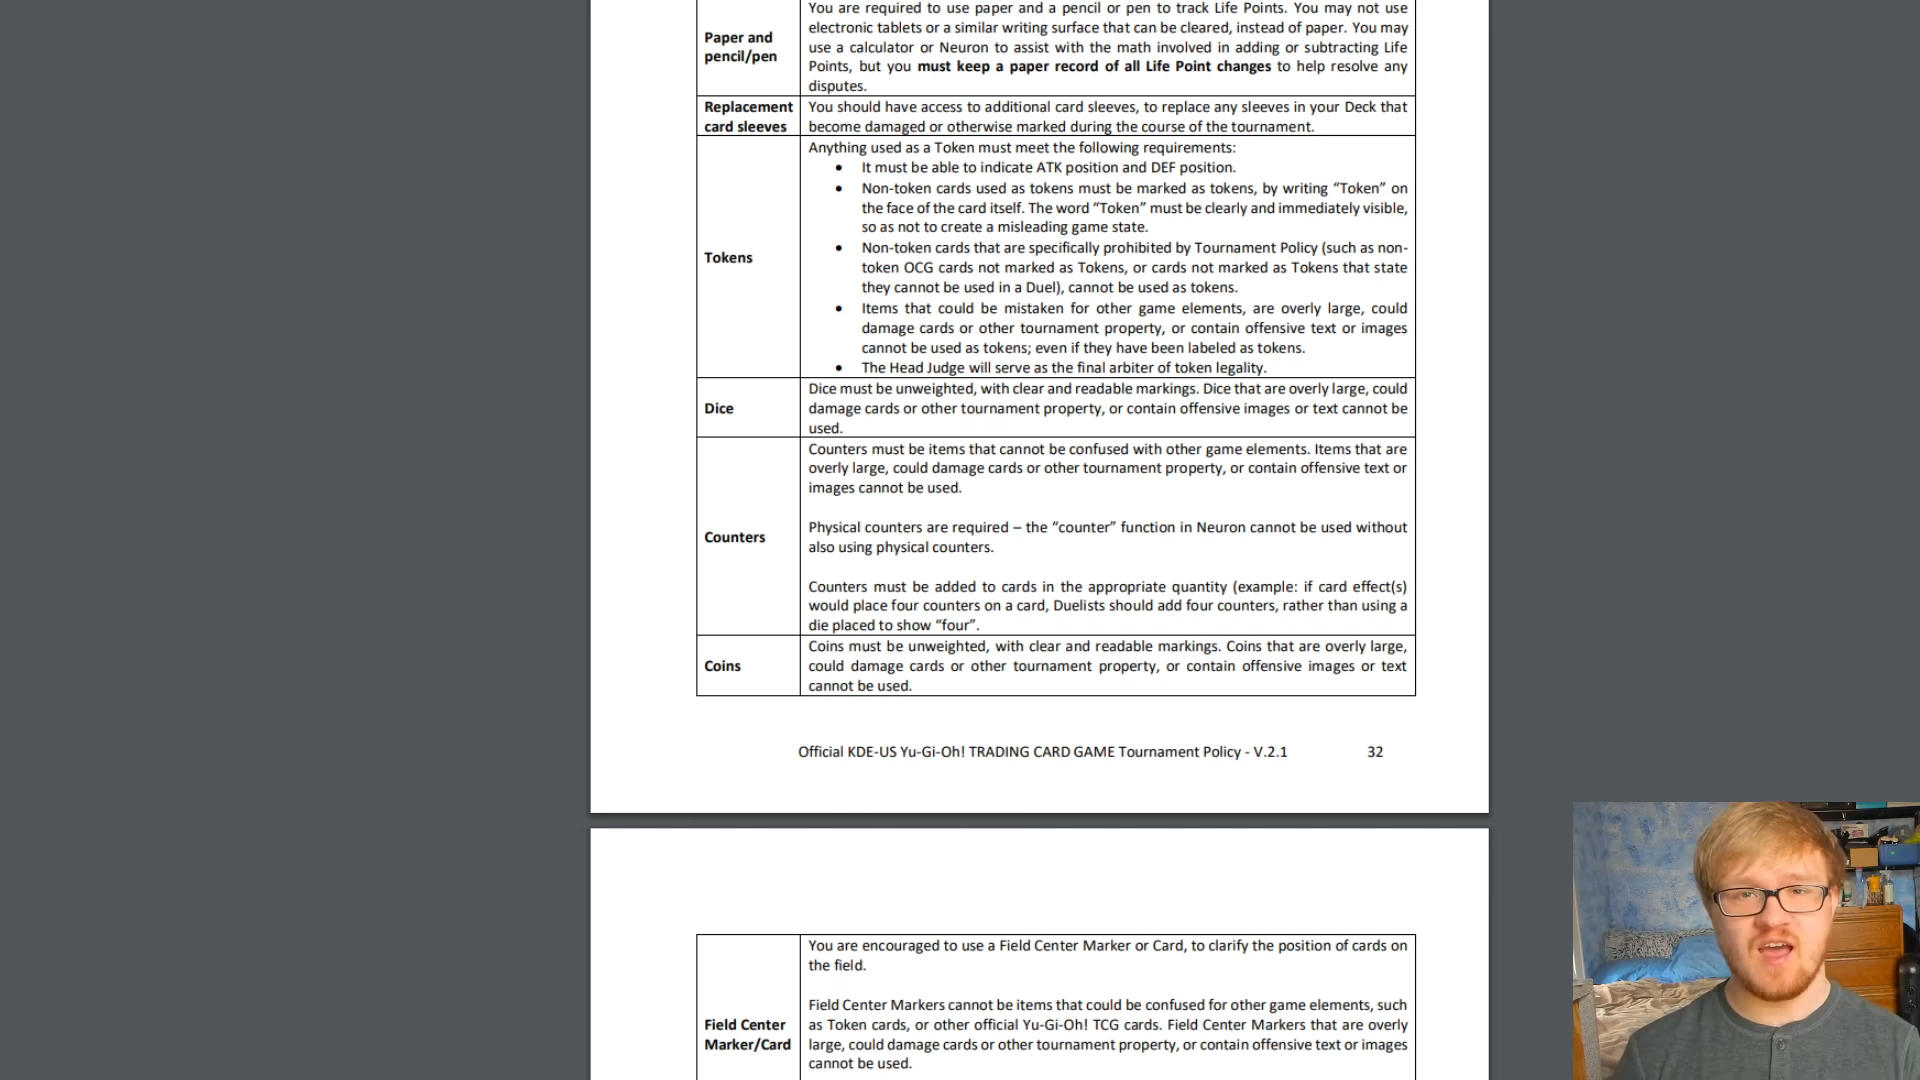 You are required to use paper and a pencil or pen to track Life Points. You may not use
electronic tablets or a similar writing surface that can be cleared, instead of paper. You may
Paper and
pencil/pen
use a calculator or Neuron to assist with the math involved in adding or subtracting Life
Points, but you must keep a paper record of all Life Point changes to help resolve any
disputes.
Replacement
card sleeves
You should have access to additional card sleeves, to replace any sleeves in your Deck that
become damaged or otherwise marked during the course of the tournament.
Tokens
Anything used as a Token must meet the following requirements:
• It must be able to indicate ATK position and DEF position.
• Non-token cards used as tokens must be marked as tokens, by writing “Token” on
the face of the card itself. The word “Token” must be clearly and immediately visible,
so as not to create a misleading game state.
• Non-token cards that are specifically prohibited by Tournament Policy (such as non-
token OCG cards not marked as Tokens, or cards not marked as Tokens that state
they cannot be used in a Duel), cannot be used as tokens.
• Items that could be mistaken for other game elements, are overly large, could
damage cards or other tournament property, or contain offensive text or images
cannot be used as tokens; even if they have been labeled as tokens.
• The Head Judge will serve as the final arbiter of token legality.
Dice
Dice must be unweighted, with clear and readable markings. Dice that are overly large, could
damage cards or other tournament property, or contain offensive images or text cannot be
used.
Counters
Counters must be items that cannot be confused with other game elements. Items that are
overly large, could damage cards or other tournament property, or contain offensive text or
images cannot be used.
Physical counters are required – the “counter” function in Neuron cannot be used without
also using physical counters.
Counters must be added to cards in the appropriate quantity (example: if card effect(s)
would place four counters on a card, Duelists should add four counters, rather than using a
die placed to show “four”.
Coins
Coins must be unweighted, with clear and readable markings. Coins that are overly large,
could damage cards or other tournament property, or contain offensive images or text
cannot be used.
Official KDE-US Yu-Gi-Oh! TRADING CARD GAME Tournament Policy - V.2.1 32
Field Center
Marker/Card
You are encouraged to use a Field Center Marker or Card, to clarify the position of cards on
the field.
Field Center Markers cannot be items that could be confused for other game elements, such
as Token cards, or other official Yu-Gi-Oh! TCG cards. Field Center Markers that are overly
large, could damage cards or other tournament property, or contain offensive text or images
cannot be used.